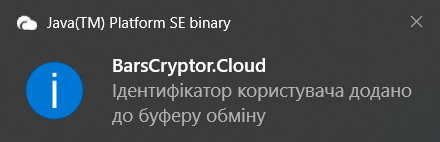 Java(TM) Platform SE binary
BarsCryptor.Cloud
Ідентифікатор користувача додано
до буферу обміну